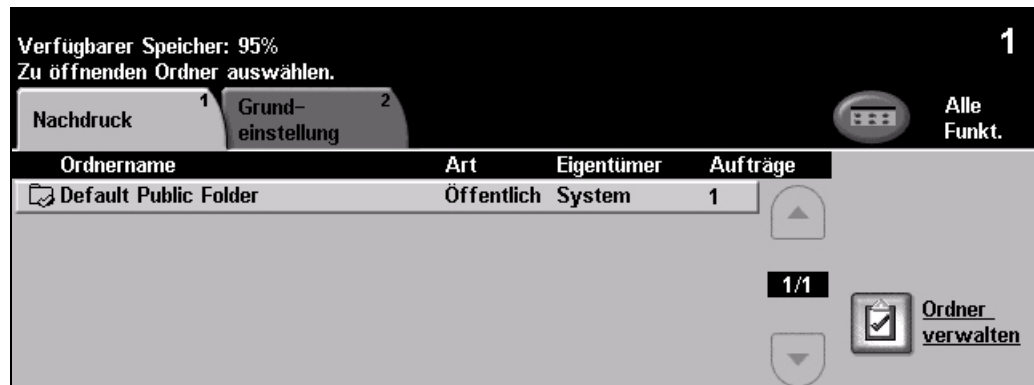 Verfügbarer Speicher: 95%
1
Zu öffnenden Ordner auswählen.
Nachdruck 1
Grund-
einstellung 2
Alle
Funkt.
Ordnername Art Eigentümer Aufträge
Default Public Folder Öffentlich System 1
1/1
Ordner
verwalten